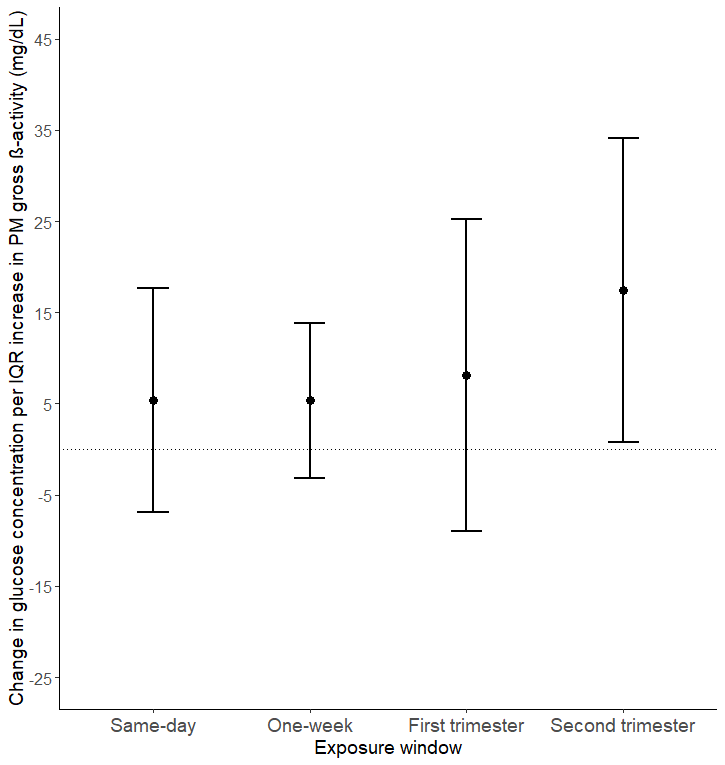 Change in glucose concentration per IQR increase in PM gross ß-activity (mg/dL)
45
35
25
15
5
-5
-15
-25
Same-day One-week First trimester Second trimester
Exposure window